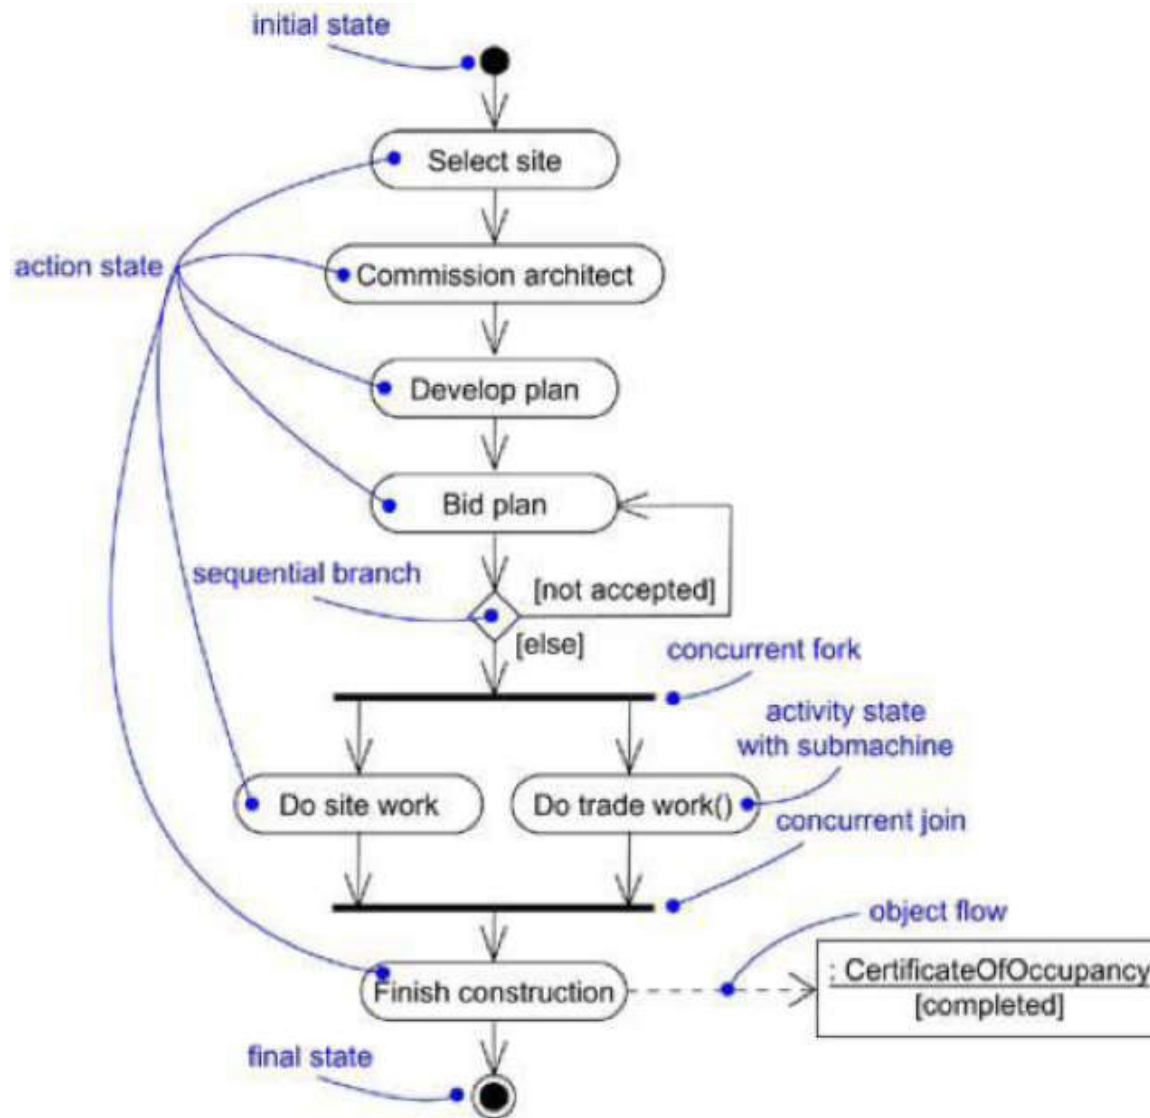 initial state
Select site
action state
Commission architect
Develop plan
Bid plan
sequential branch
[not accepted]
[else]
concurrent fork
activity state
with submachine
Do site work
Do trade work()
concurrent join
object flow
: CertificateOfOccupancy
[completed]
Finish construction
final state